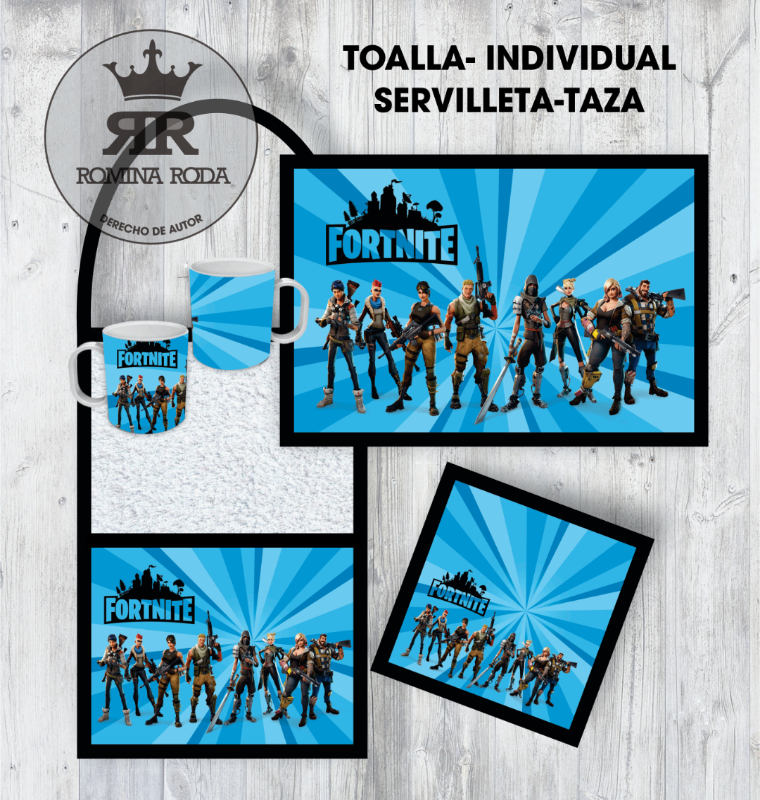 TOALLA- INDIVIDUAL
SERVILLETA-TAZA
RR
ROMINA RODA
DERECHO DE AUTOR
FORTNITE
FORTNITE
FORTNITE
FORTNITE